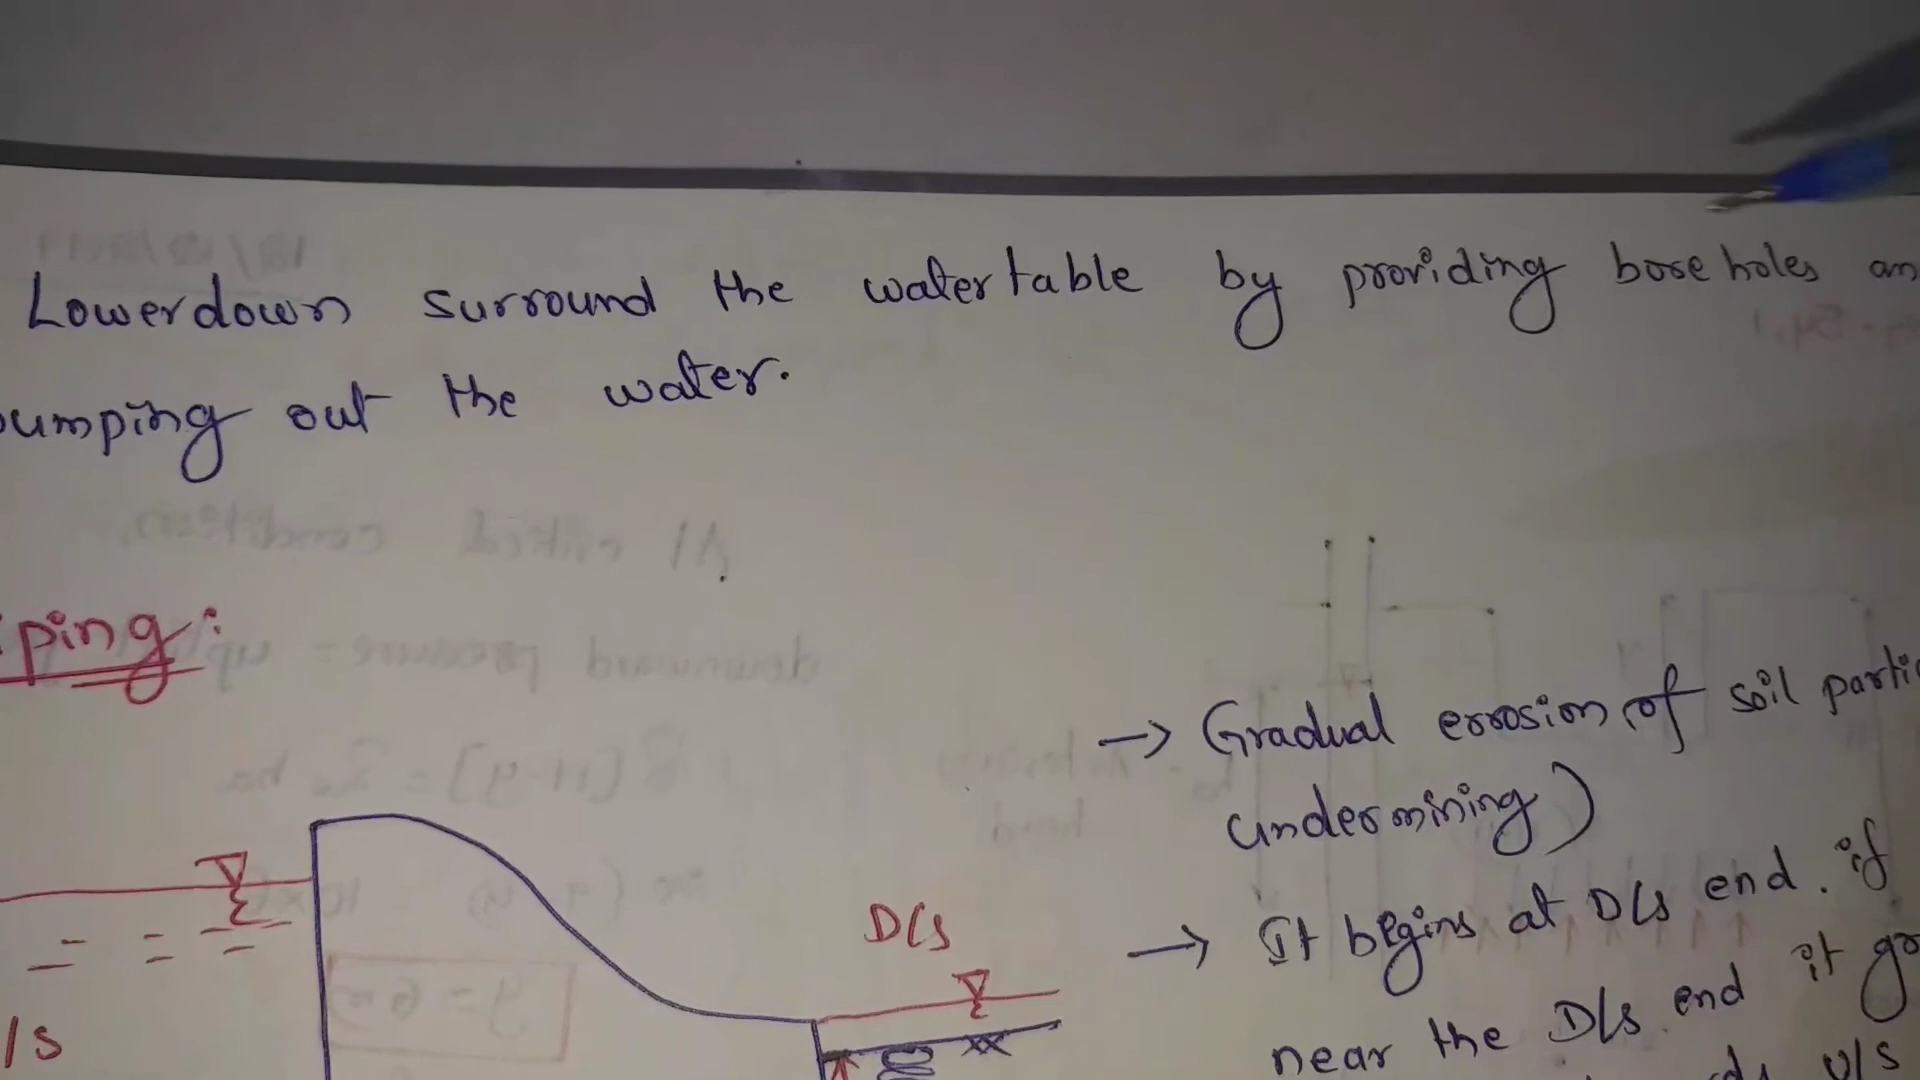 Lowerdown surround the watertable by providing bore holes an
pumping out the water.
ping:
→ Gradual errosion of soil partic
undermining)
→ It begins at D/s end. if
near the D/s end it go
U/s
D/s
/s